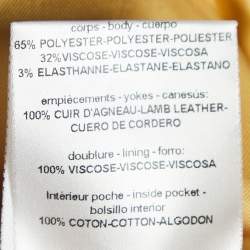 corps - body - cuerpo
65% POLYESTER-POLYESTER-POLIESTER
32%VISCOSE-VISCOSE-VISCOSA
3% ELASTHANNE-ELASTANE-ELASTANO
empiècements - yokes - canesus:
100% CUIR D'AGNEAU-LAMB LEATHER-
CUERO DE CORDERO
doublure - lining - forro:
100% VISCOSE-VISCOSE-VISCOSA
Intérieur poche - inside pocket -
bolsillo interior
100% COTON-COTTON-ALGODON